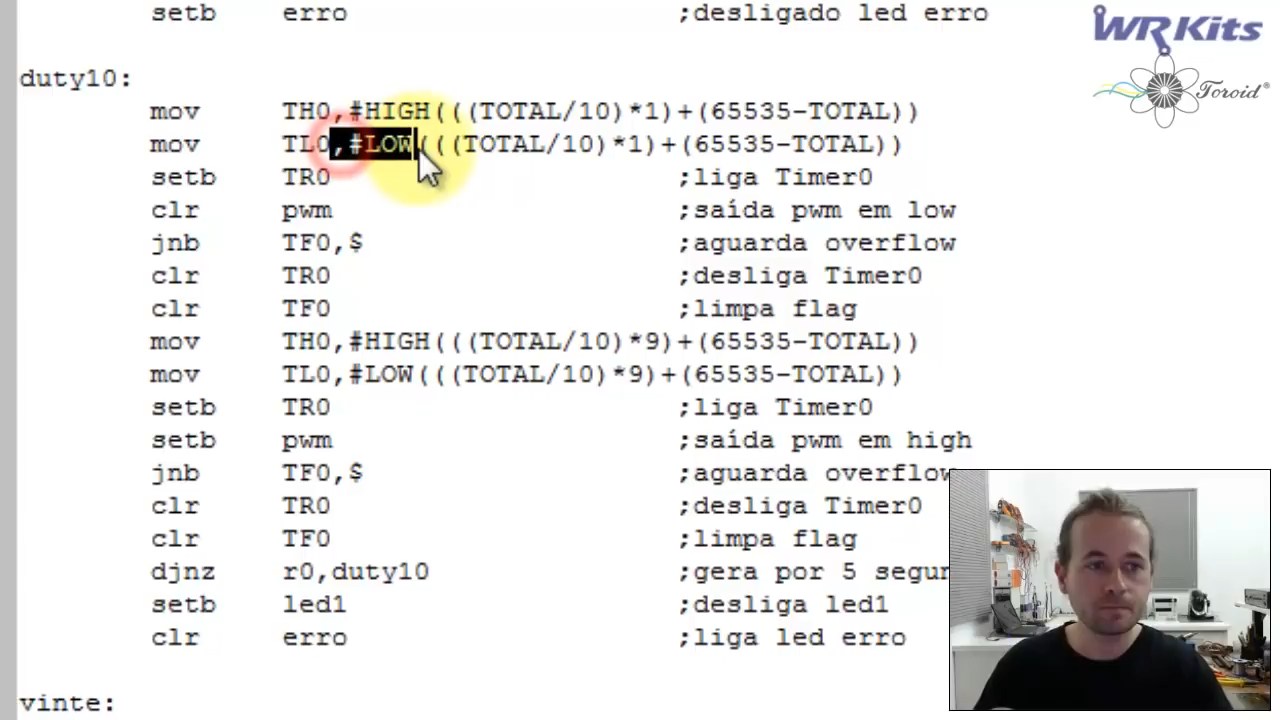 setb erro ;desligado led erro
WRKits
Toroid®
duty10:
mov TH0,#HIGH(((TOTAL/10)*1)+(65535-TOTAL))
mov TL0,#LOW(((TOTAL/10)*1)+(65535-TOTAL))
setb TR0 ;liga Timer0
clr pwm ;saída pwm em low
jnb TF0,$ ;aguarda overflow
clr TR0 ;desliga Timer0
clr TF0 ;limpa flag
mov TH0,#HIGH(((TOTAL/10)*9)+(65535-TOTAL))
mov TL0,#LOW(((TOTAL/10)*9)+(65535-TOTAL))
setb TR0 ;liga Timer0
setb pwm ;saída pwm em high
jnb TF0,$ ;aguarda overflow
clr TR0 ;desliga Timer0
clr TF0 ;limpa flag
djnz r0,duty10 ;gera por 5
setb led1 ;desliga led1
clr erro ;liga led erro
vinte: